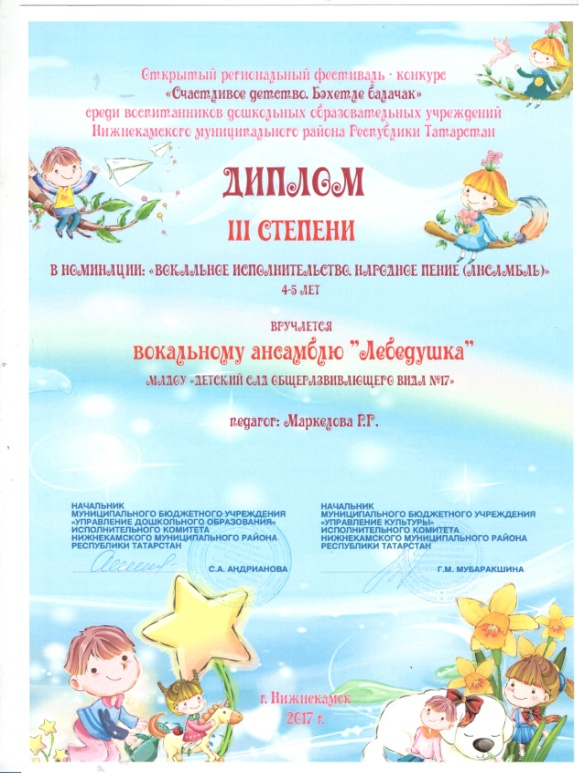 Открытый региональный фестиваль - конкурс
«Счастливое детство. Бэхетле балачак»
среди воспитанников дошкольных образовательных учреждений
Нижнекамского муниципального района Республики Татарстан
ДИПЛОМ
III СТЕПЕНИ
В НОМИНАЦИИ: «ВОКАЛЬНОЕ ИСПОЛНИТЕЛЬСТВО. НАРОДНОЕ ПЕНИЕ (АНСАМБЛЬ)»
4-5 ЛЕТ
ВРУЧАЕТСЯ
вокальному ансамблю "Лебедушка"
МАДОУ «ДЕТСКИЙ САД ОБЩЕРАЗВИВАЮЩЕГО ВИДА №17»
педагог: Маркелова Р.Р.
НАЧАЛЬНИК
МУНИЦИПАЛЬНОГО БЮДЖЕТНОГО УЧРЕЖДЕНИЯ
«УПРАВЛЕНИЕ ДОШКОЛЬНОГО ОБРАЗОВАНИЯ»
ИСПОЛНИТЕЛЬНОГО КОМИТЕТА
НИЖНЕКАМСКОГО МУНИЦИПАЛЬНОГО РАЙОНА
РЕСПУБЛИКИ ТАТАРСТАН
С.А. АНДРИАНОВА
НАЧАЛЬНИК
МУНИЦИПАЛЬНОГО БЮДЖЕТНОГО УЧРЕЖДЕНИЯ
«УПРАВЛЕНИЕ КУЛЬТУРЫ»
ИСПОЛНИТЕЛЬНОГО КОМИТЕТА
НИЖНЕКАМСКОГО МУНИЦИПАЛЬНОГО РАЙОНА
РЕСПУБЛИКИ ТАТАРСТАН
Г.М. МУБАРАКШИНА
г. Нижнекамск
2017 г.